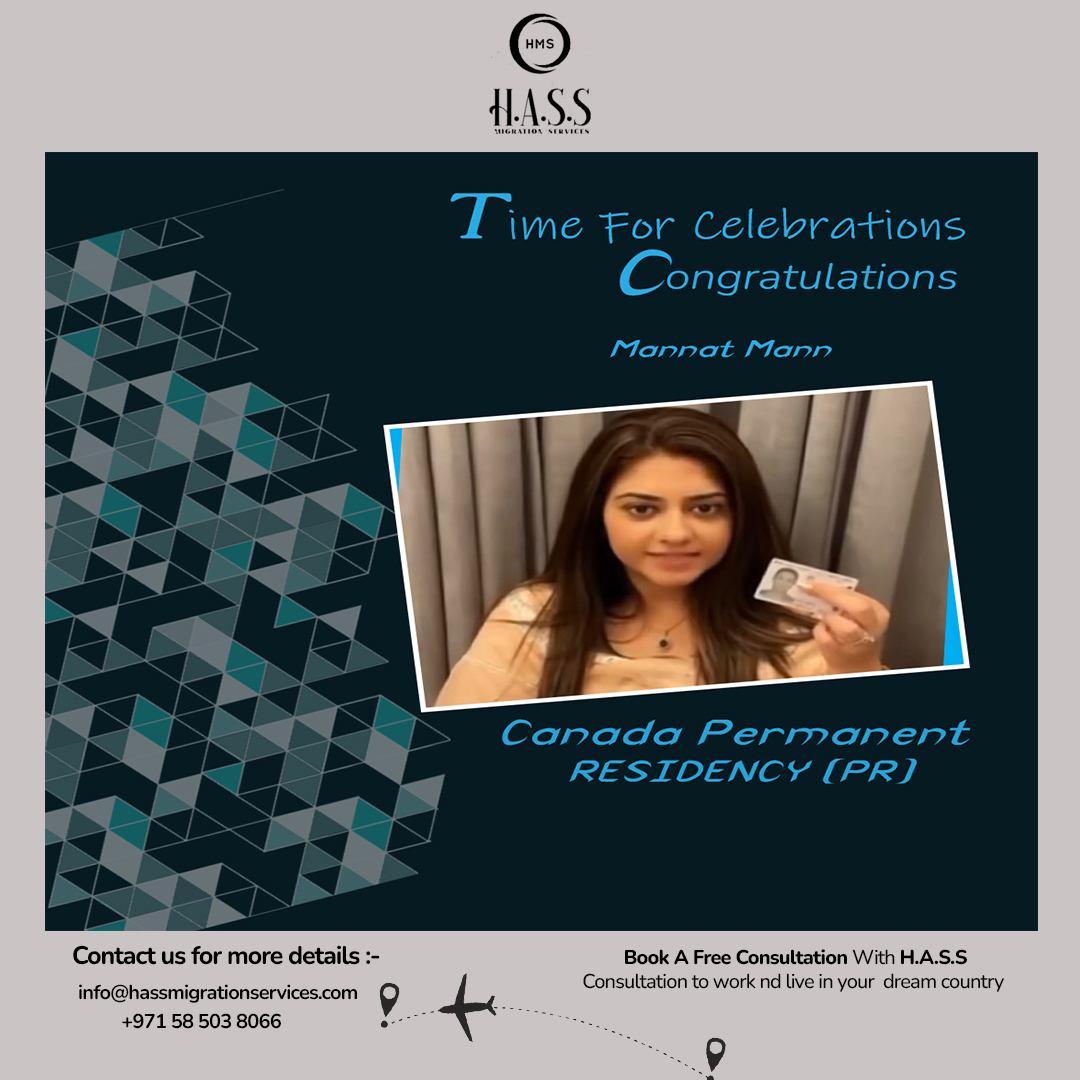 HMS
H.A.S.S
MIGRATION SERVICES
Time For Celebrations
Congratulations
Mannat Mann
Canada Permanent
RESIDENCY (PR)
Contact us for more details :-
info@hassmigrationservices.com
+971 58 503 8066
Book A Free Consultation With H.A.S.S
Consultation to work nd live in your dream country